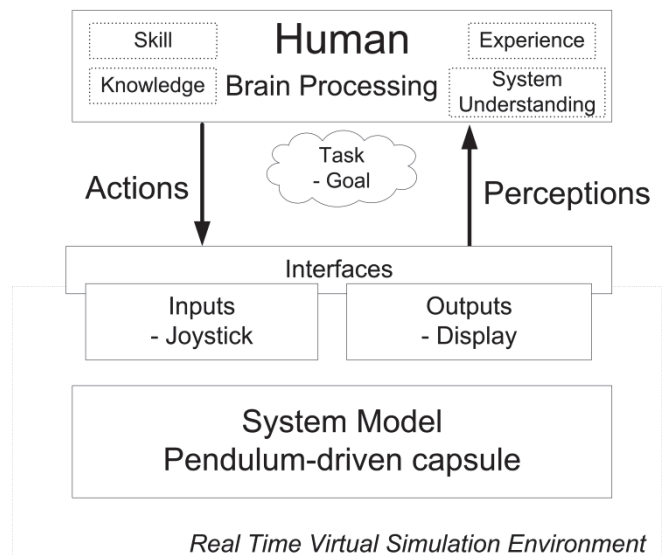 Skill
Human
Experience
Knowledge
Brain Processing
System
Understanding
Task
- Goal
Actions
Perceptions
Interfaces
Inputs
- Joystick
Outputs
- Display
System Model
Pendulum-driven capsule
Real Time Virtual Simulation Environment